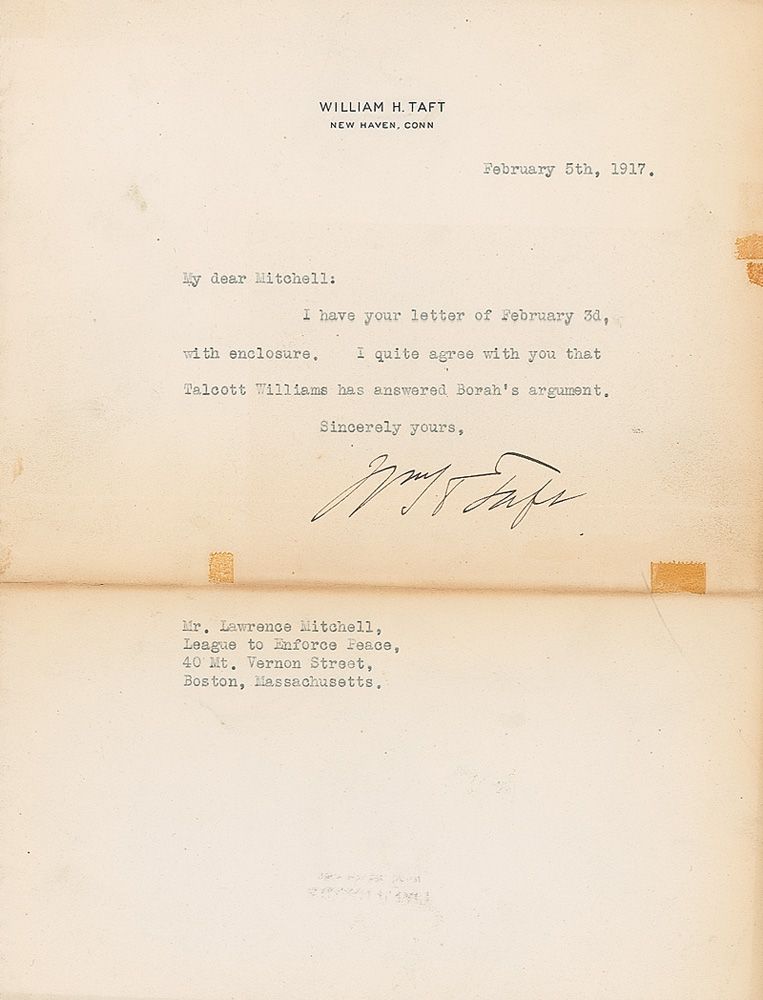 WILLIAM H. TAFT
NEW HAVEN, CONN
February 5th, 1917.
My dear Mitchell:
I have your letter of February 3d,
with enclosure. I quite agree with you that
Talcott Williams has answered Borah's argument.
Sincerely yours,
Wm H Taft
Mr. Lawrence Mitchell,
League to Enforce Peace,
40 Mt. Vernon Street,
Boston, Massachusetts.